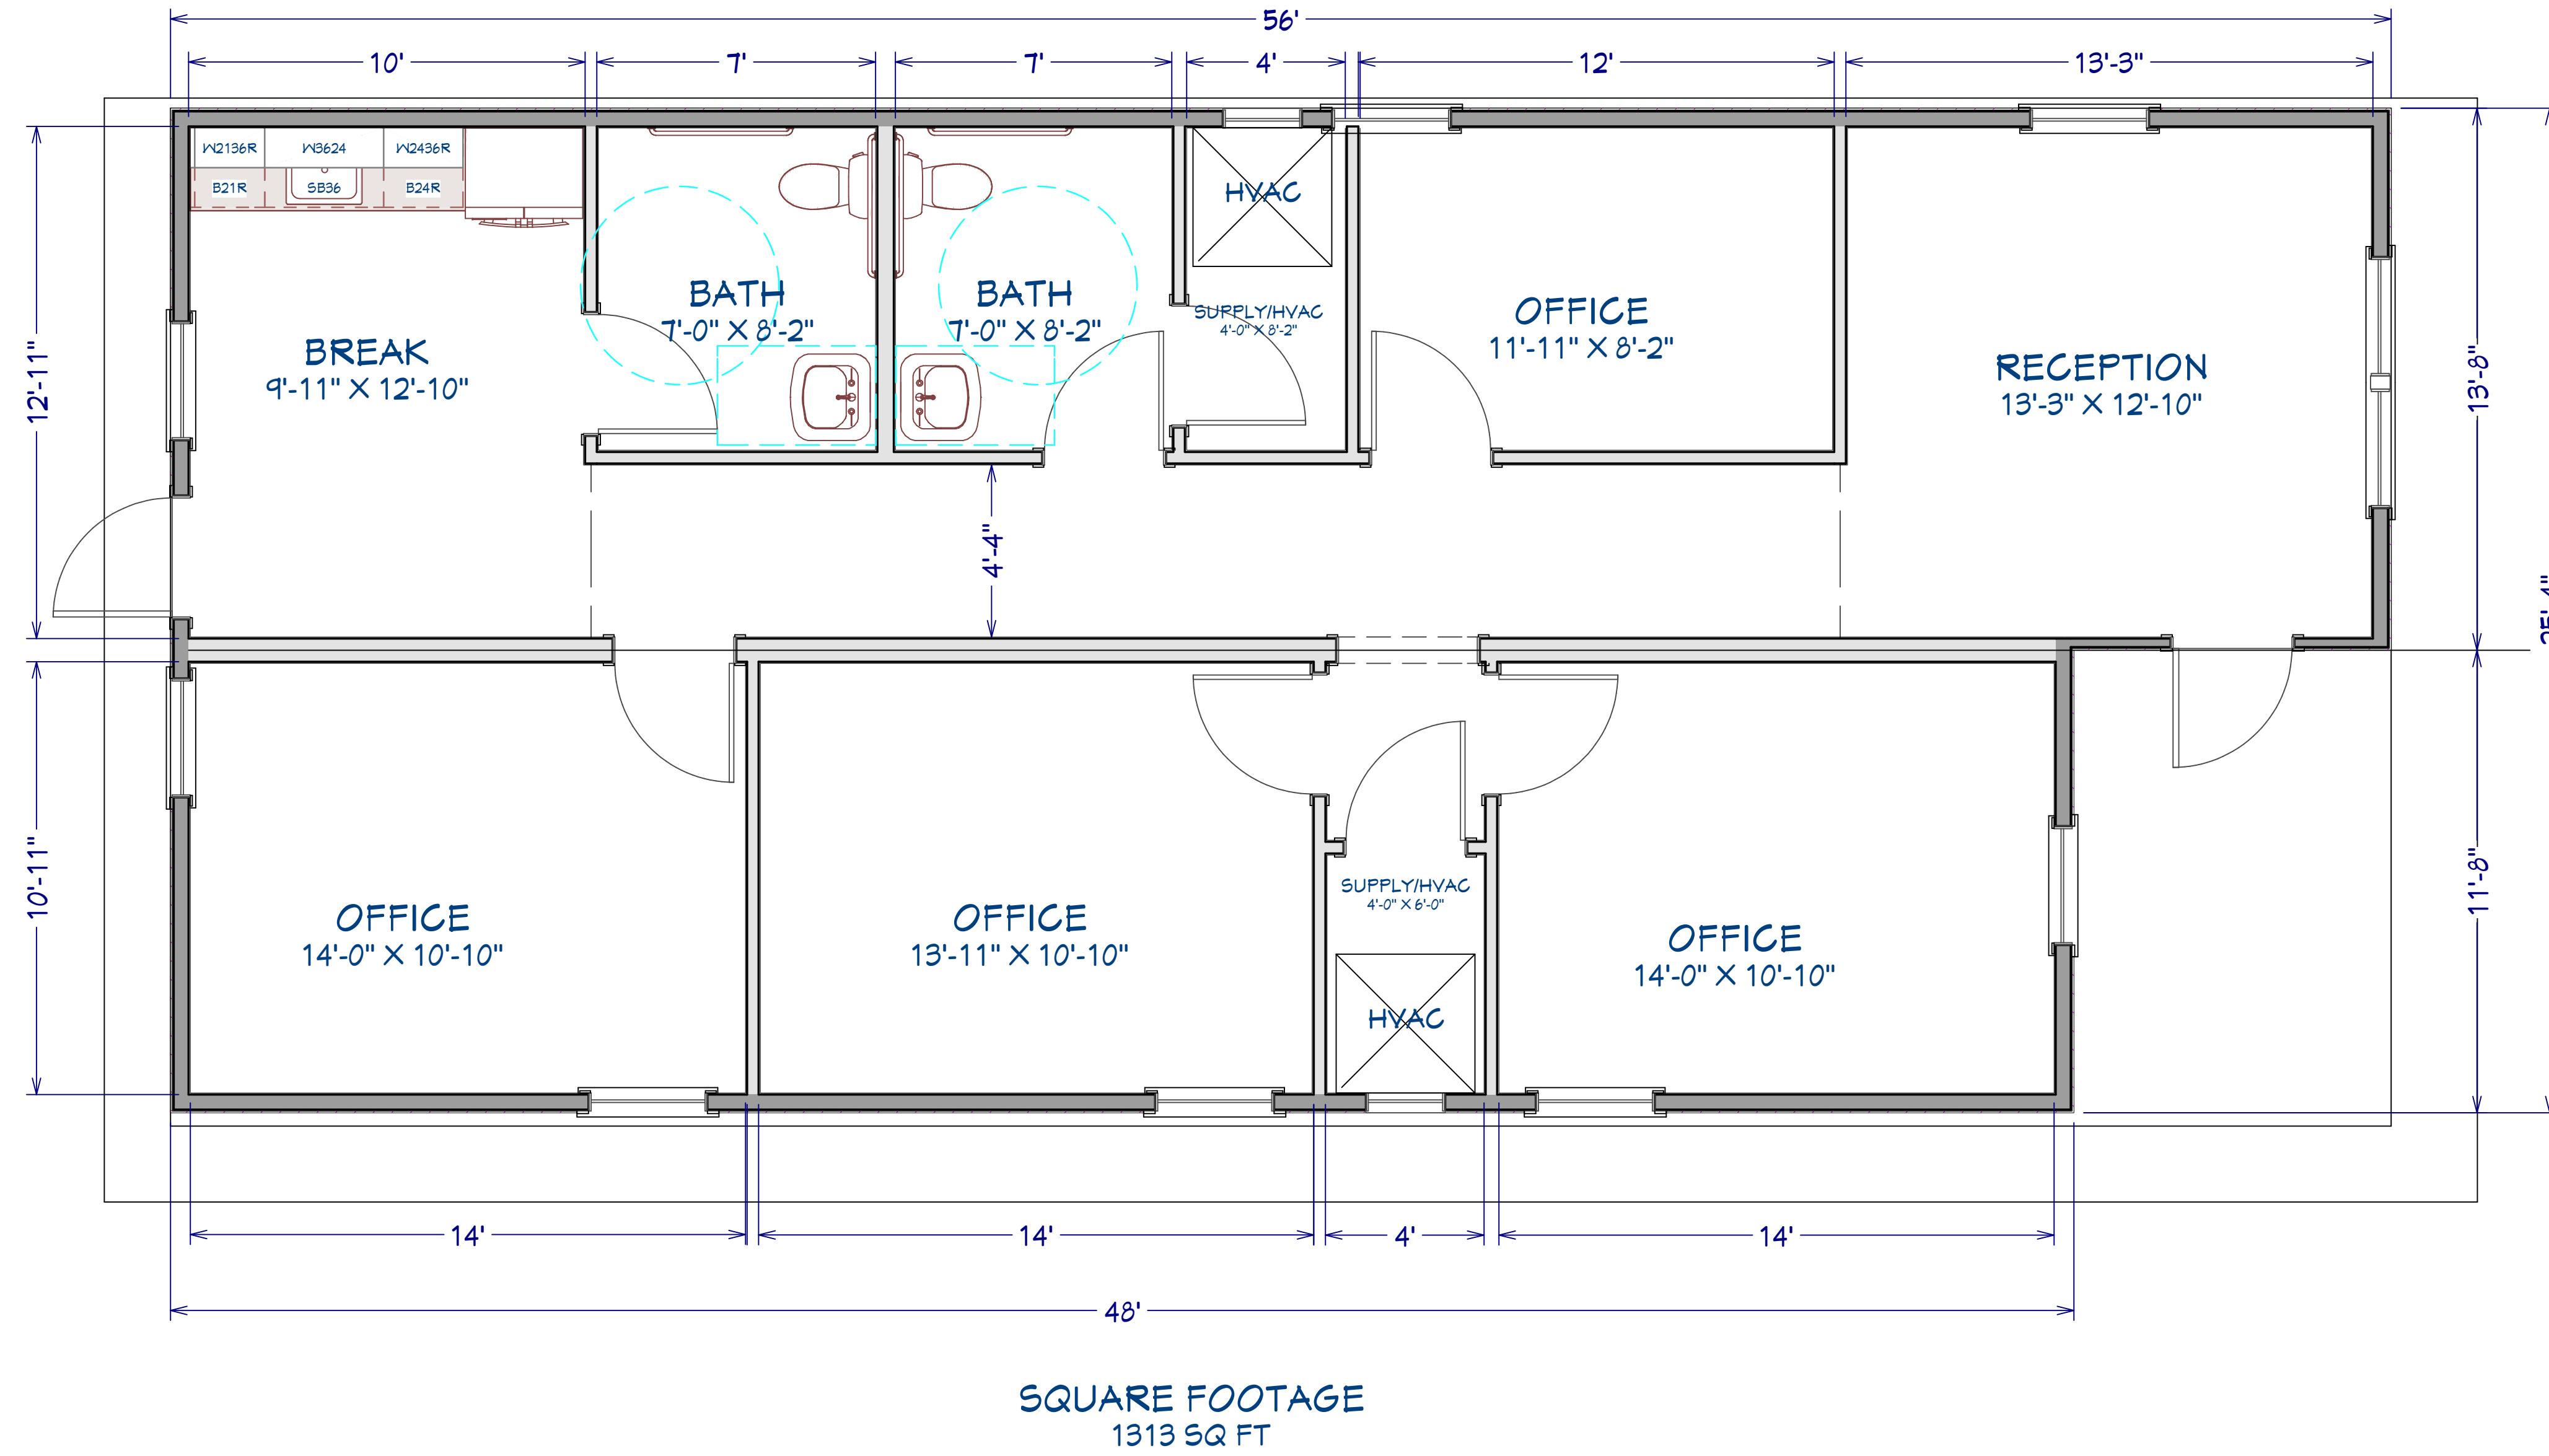 56'
10'
7'
7'
4'
12'
13'-3"
W2136R
W3624
W2436R
B21R
SB36
B24R
HVAC
BATH
7'-0" X 8'-2"
BATH
7'-0" X 8'-2"
SUPPLY/HVAC
4'-0" X 8'-2"
OFFICE
11'-11" X 8'-2"
BREAK
9'-11" X 12'-10"
RECEPTION
13'-3" X 12'-10"
12'-11"
13'-8"
4'-4"
10'-11"
11'-8"
SUPPLY/HVAC
4'-0" X 6'-0"
OFFICE
14'-0" X 10'-10"
OFFICE
13'-11" X 10'-10"
OFFICE
14'-0" X 10'-10"
HVAC
14'
14'
4'
14'
48'
SQUARE FOOTAGE
1313 SQ FT